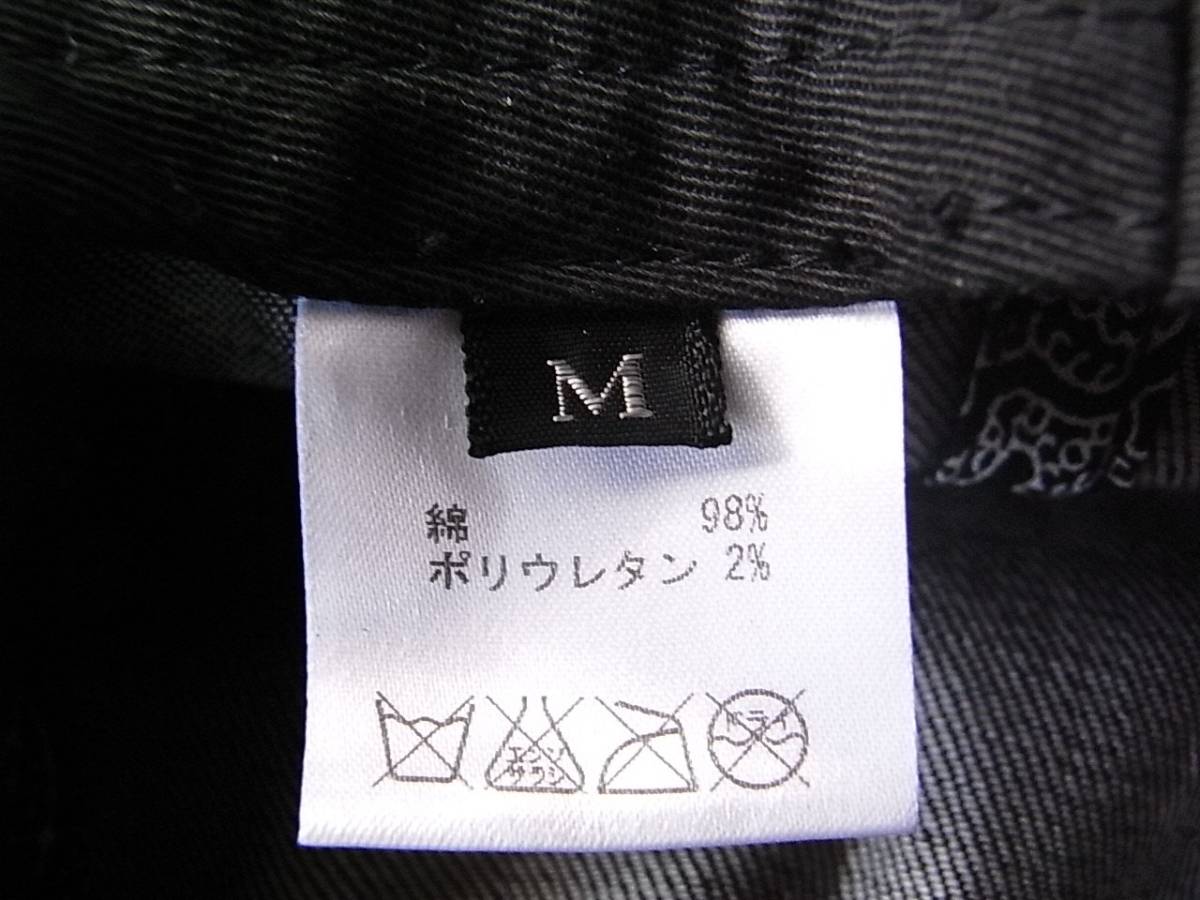 M
綿 98%
ポリウレタン 2%
エンソ
サラシ
ドライ